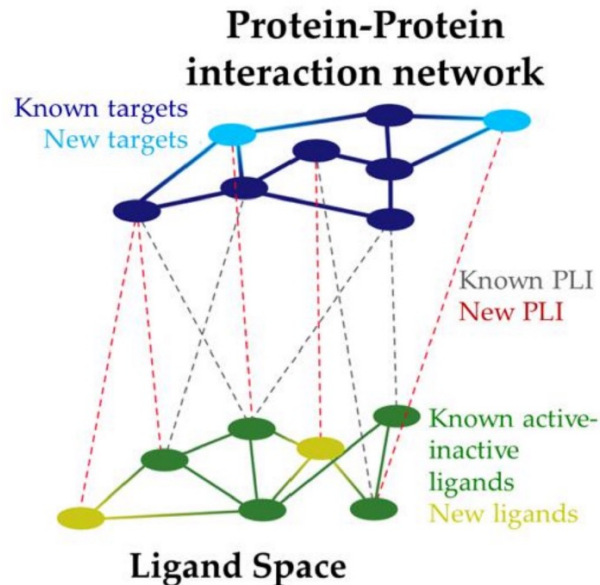 Protein-Protein
interaction network
Known targets
New targets
Known PLI
New PLI
Known active-
inactive
ligands
New ligands
Ligand Space